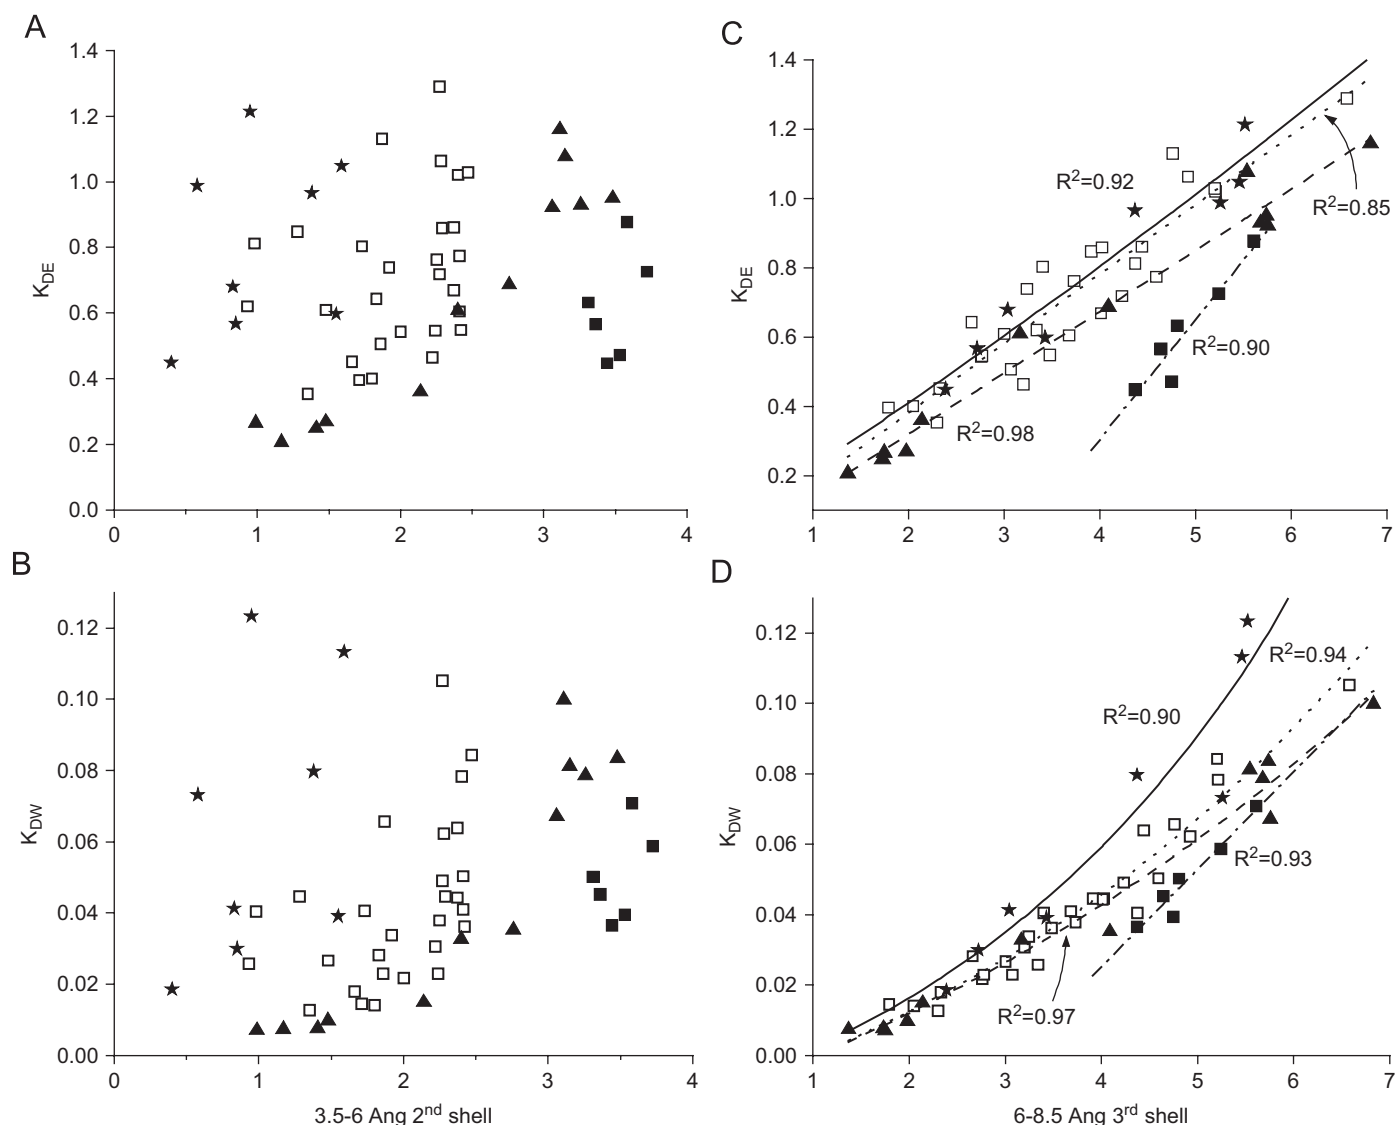 A
1.4
1.2
1.0
0.8
0.6
0.4
0.2
0.0
K_DE
0
1
2
3
4
C
1.4
1.2
1.0
0.8
0.6
0.4
0.2
K_DE
R²=0.92
R²=0.85
R²=0.90
R²=0.98
1
2
3
4
5
6
7
B
0.12
0.10
0.08
0.06
0.04
0.02
0.00
K_DW
0
1
2
3
4
3.5-6 Ang 2nd shell
D
0.12
0.10
0.08
0.06
0.04
0.02
0.00
K_DW
R²=0.94
R²=0.90
R²=0.93
R²=0.97
1
2
3
4
5
6
7
6-8.5 Ang 3rd shell